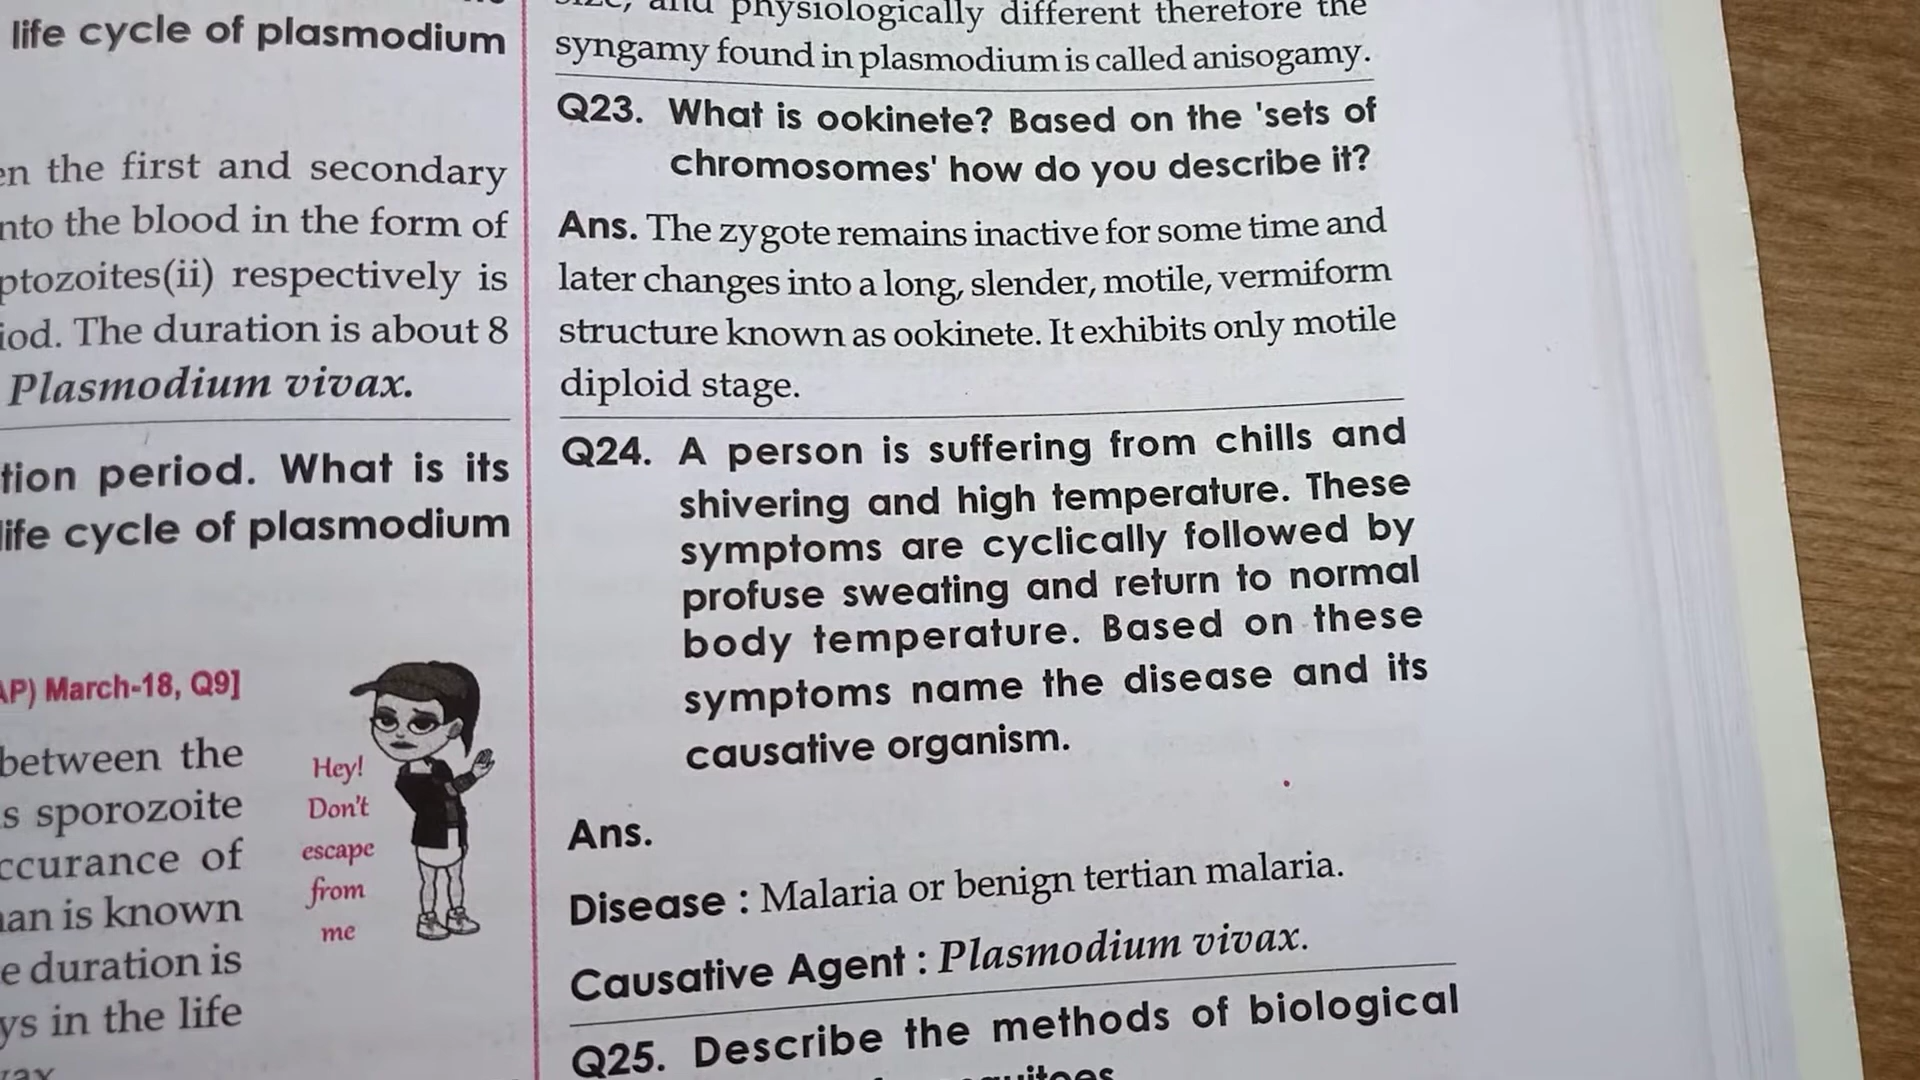 life cycle of plasmodium
the first and secondary
the blood in the form of
respectively is
The duration is about 8
Plasmodium vivax.
period. What is its
life cycle of plasmodium
March-18, Q9]
between the
sporozoite
of
is known
duration is
in the life
Hey!
Don't
escape
from
me
and physiologically different therefore the
syngamy found in plasmodium is called anisogamy.
Q23. What is ookinete? Based on the 'sets of
chromosomes' how do you describe it?
Ans. The zygote remains inactive for some time and
later changes into a long, slender, motile, vermiform
structure known as ookinete. It exhibits only motile
diploid stage.
Q24. A person is suffering from chills and
shivering and high temperature. These
symptoms are cyclically followed by
profuse sweating and return to normal
body temperature. Based on these
symptoms name the disease and its
causative organism.
Ans.
Disease : Malaria or benign tertian malaria.
Causative Agent : Plasmodium vivax.
Q25. Describe the methods of biological